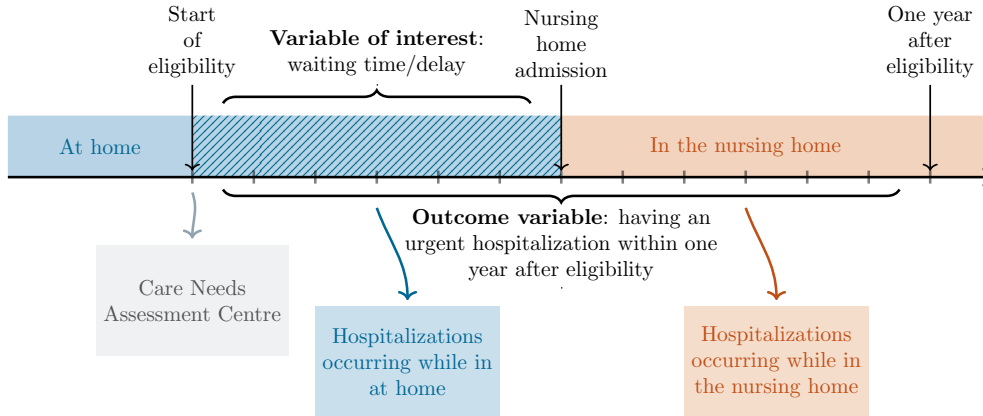 Start
of
eligibility
Variable of interest:
waiting time/delay
Nursing
home
admission
One year
after
eligibility
At home
In the nursing home
Outcome variable: having an
urgent hospitalization within one
year after eligibility
Care Needs
Assessment Centre
Hospitalizations
occurring while in
at home
Hospitalizations
occurring while in
the nursing home